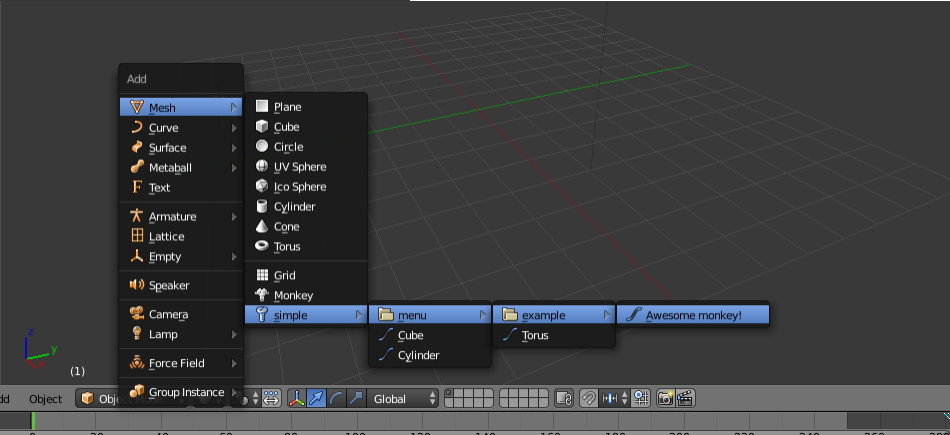 Add
Mesh
Curve
Surface
Metaball
Text
Armature
Lattice
Empty
Speaker
Camera
Lamp
Force Field
Group Instance
Plane
Cube
Circle
UV Sphere
Ico Sphere
Cylinder
Cone
Torus
Grid
Monkey
simple
menu
Cube
Cylinder
example
Torus
Awesome monkey!
z
y
x
(1)
dd Object Obje Global